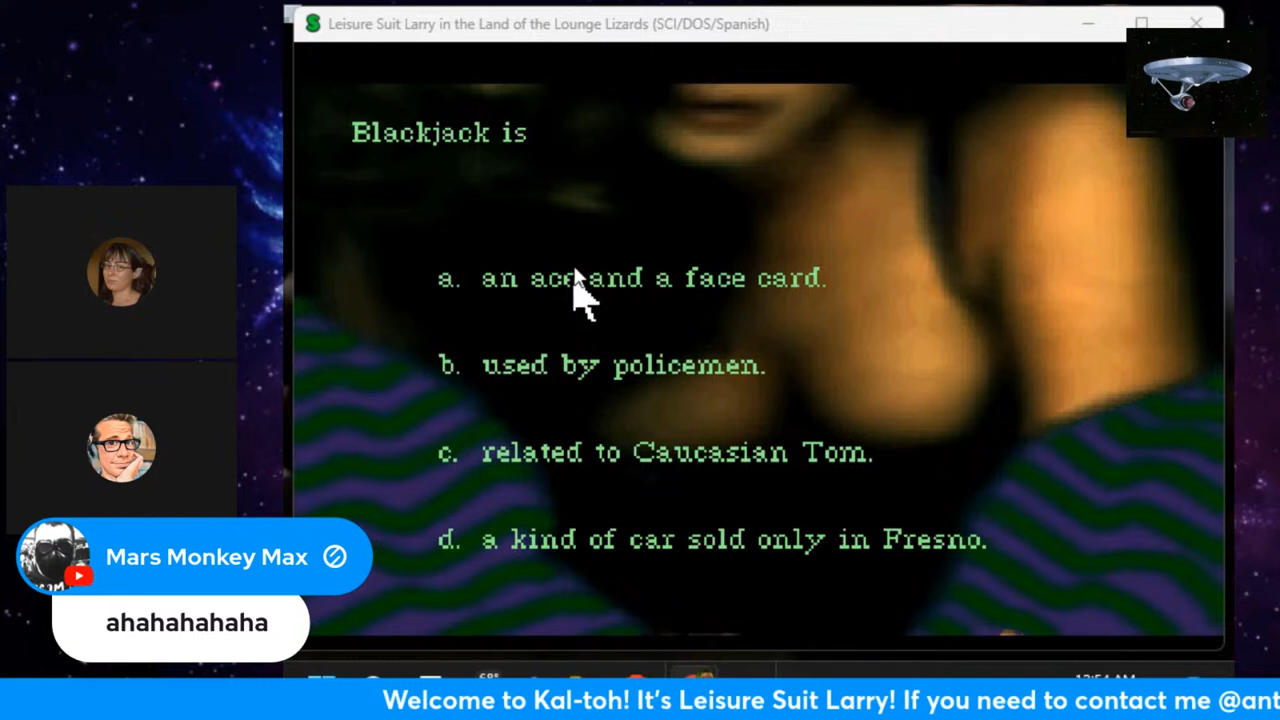 Leisure Suit Larry in the Land of the Lounge Lizards (SCI/DOS/Spanish)
Blackjack is
a. an ace and a face card.
b. used by policemen.
c. related to Caucasian Tom.
d. a kind of car sold only in Fresno.
Mars Monkey Max
ahahahahaha
Welcome to Kal-toh! It's Leisure Suit Larry! If you need to contact me @ant